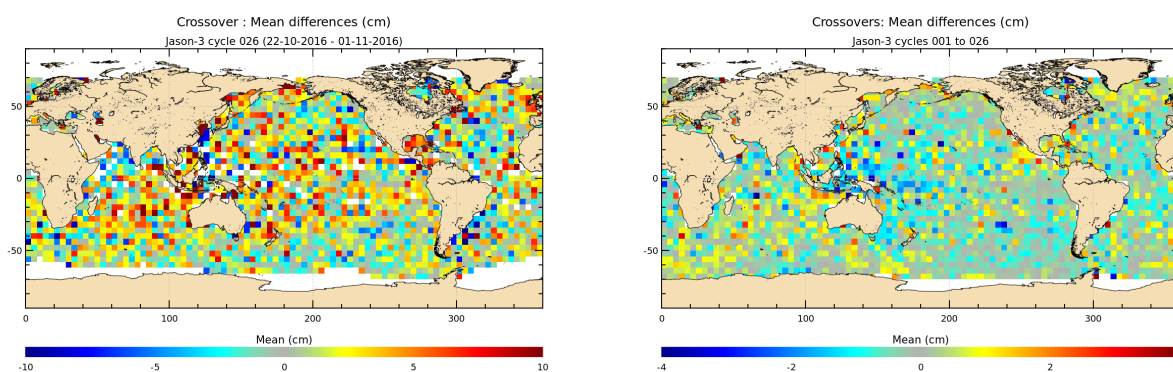 Crossover : Mean differences (cm)
Jason-3 cycle 026 (22-10-2016 - 01-11-2016)
50
0
-50
0 100 200 300
Mean (cm)
-10 -5 0 5 10
Crossovers: Mean differences (cm)
Jason-3 cycles 001 to 026
50
0
-50
0 100 200 300
Mean (cm)
-4 -2 0 2